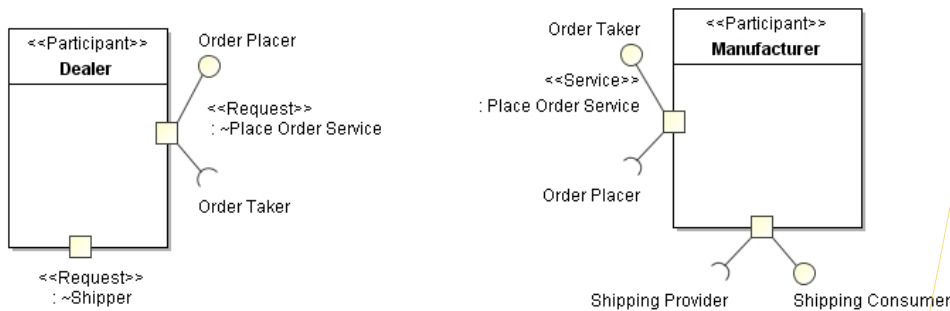 <<Participant>>
Dealer
Order Placer
<<Request>>
: ~Place Order Service
Order Taker
<<Request>>
: ~Shipper
Order Taker
<<Service>>
: Place Order Service
Order Placer
<<Participant>>
Manufacturer
Shipping Provider
Shipping Consumer